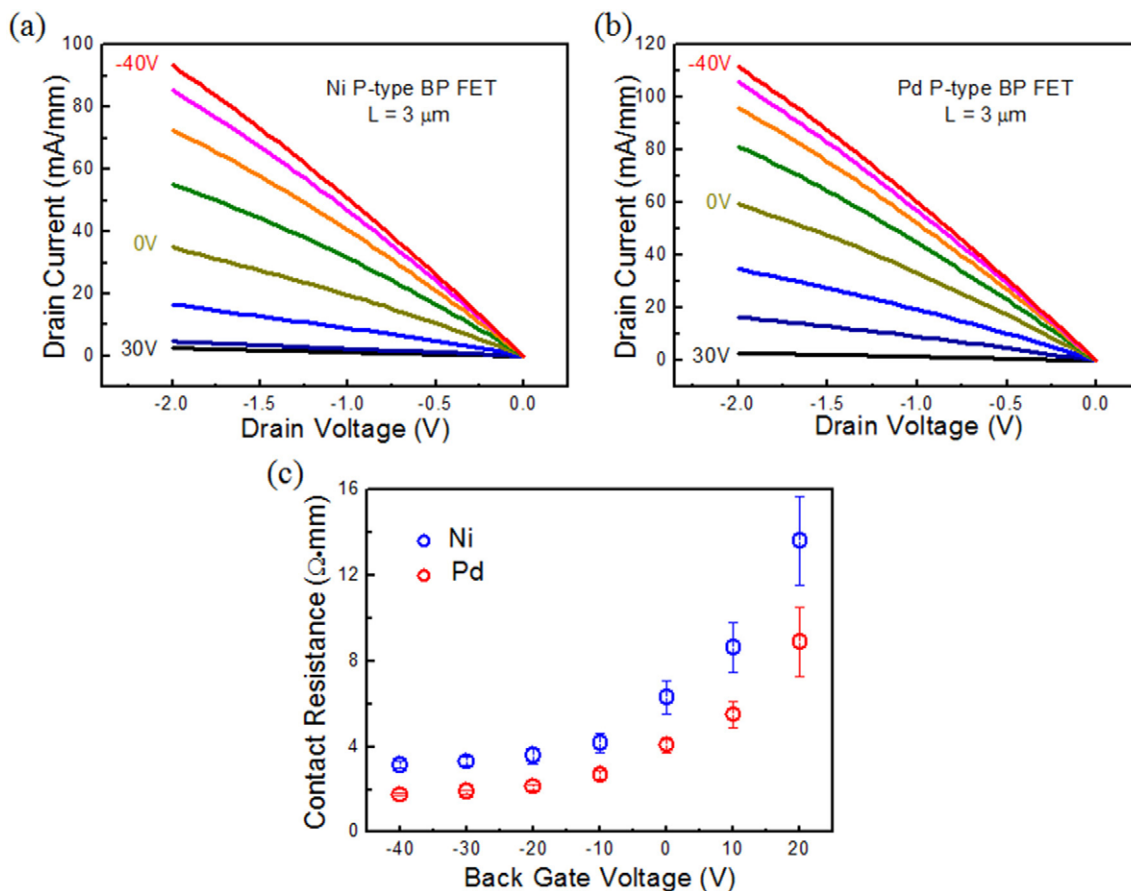 (a)
100
80
60
40
20
0
-40V
0V
30V
Ni P-type BP FET
L = 3 μm
Drain Current (mA/mm)
-2.0 -1.5 -1.0 -0.5 0.0
Drain Voltage (V)
(b)
120
100
80
60
40
20
0
-40V
0V
30V
Pd P-type BP FET
L = 3 μm
Drain Current (mA/mm)
-2.0 -1.5 -1.0 -0.5 0.0
Drain Voltage (V)
(c)
16
12
8
4
0
Ni
Pd
Contact Resistance (Ω•mm)
-40 -30 -20 -10 0 10 20
Back Gate Voltage (V)